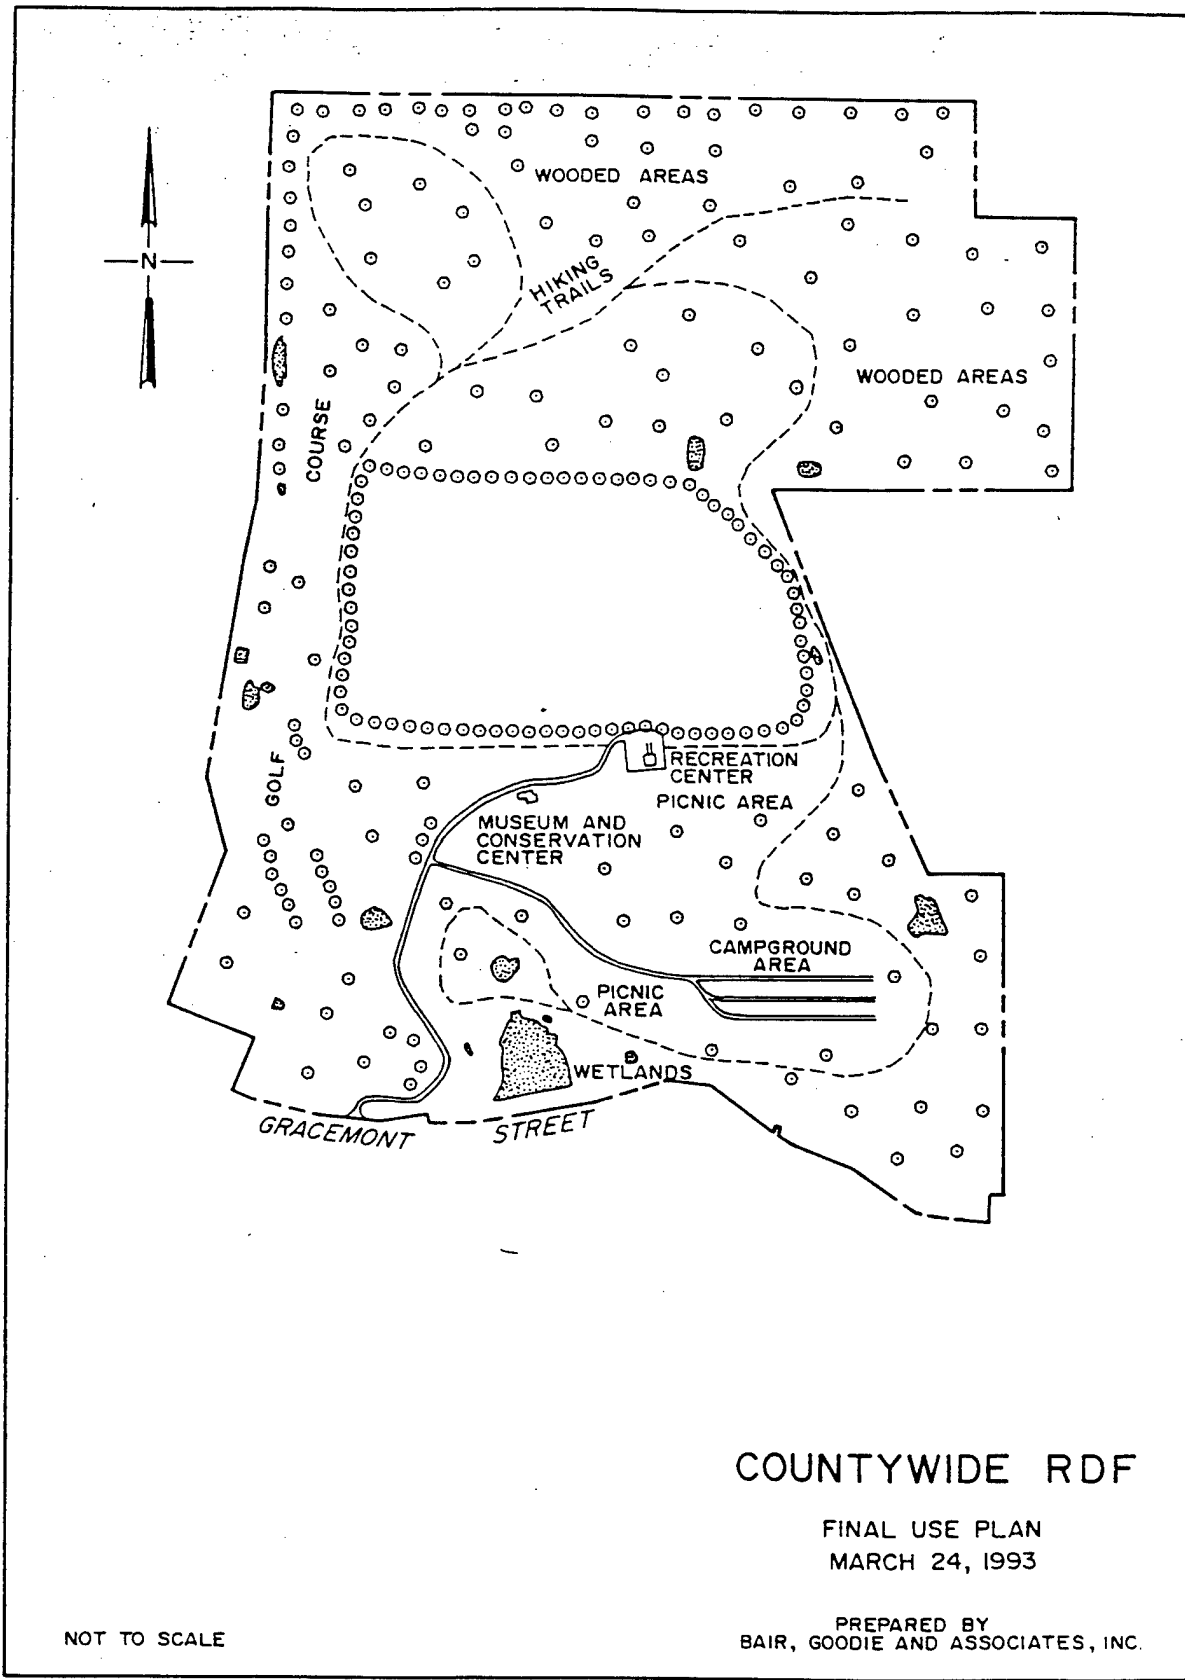 WOODED AREAS
N
HIKING
TRAILS
WOODED AREAS
GOLF COURSE
RECREATION
CENTER
PICNIC AREA
MUSEUM AND
CONSERVATION
CENTER
CAMPGROUND
AREA
PICNIC
AREA
WETLANDS
GRACEMONT STREET
COUNTYWIDE RDF
FINAL USE PLAN
MARCH 24, 1993
NOT TO SCALE
PREPARED BY
BAIR, GOODIE AND ASSOCIATES, INC.